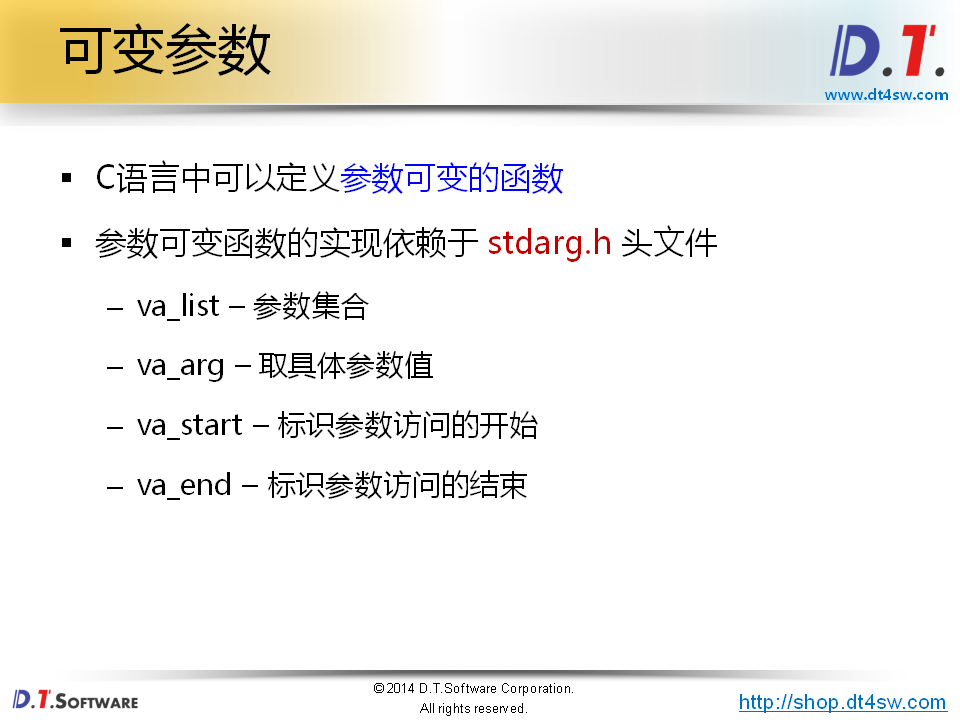 可变参数
D.T.
www.dt4sw.com
▪ C语言中可以定义参数可变的函数
▪ 参数可变函数的实现依赖于 stdarg.h 头文件
– va_list – 参数集合
– va_arg – 取具体参数值
– va_start – 标识参数访问的开始
– va_end – 标识参数访问的结束
D.T.SOFTWARE
©2014 D.T.Software Corporation.
All rights reserved.
http://shop.dt4sw.com